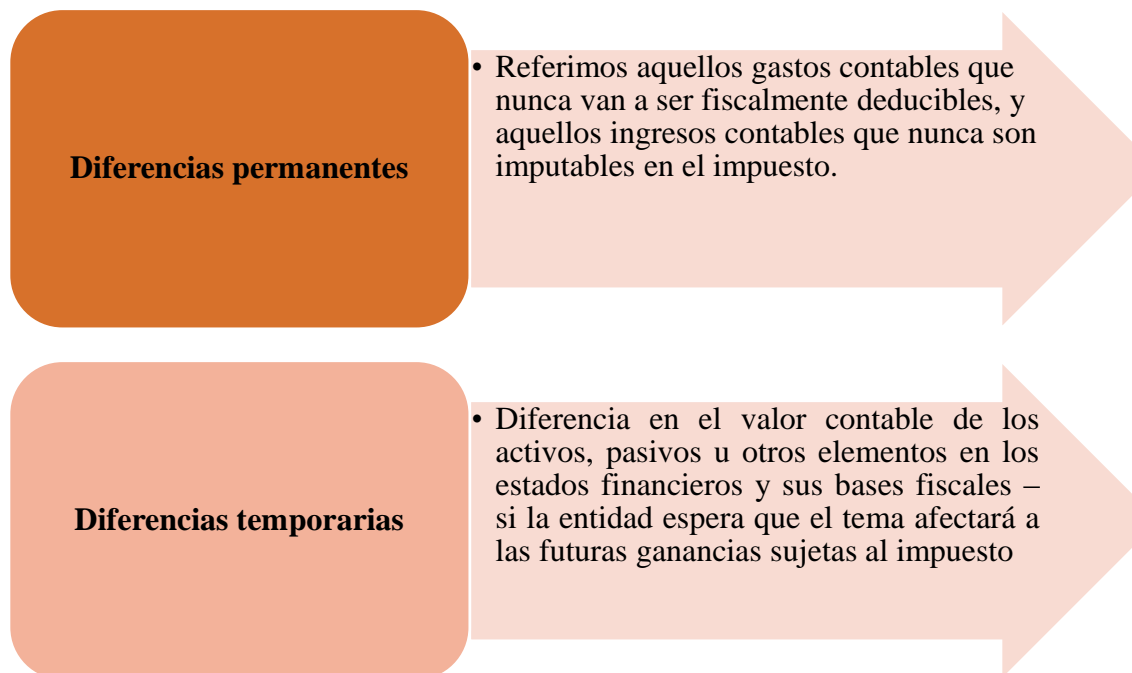 Diferencias permanentes
• Referimos aquellos gastos contables que
nunca van a ser fiscalmente deducibles, y
aquellos ingresos contables que nunca son
imputables en el impuesto.
Diferencias temporarias
• Diferencia en el valor contable de los
activos, pasivos u otros elementos en los
estados financieros y sus bases fiscales –
si la entidad espera que el tema afectará a
las futuras ganancias sujetas al impuesto